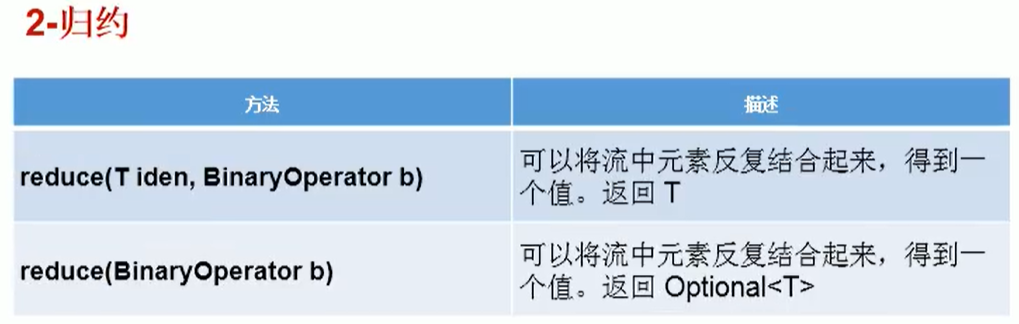 2-归约
方法
描述
reduce(T iden, BinaryOperator b)
可以将流中元素反复结合起来，得到一
个值。返回 T
reduce(BinaryOperator b)
可以将流中元素反复结合起来，得到一
个值。返回 Optional<T>